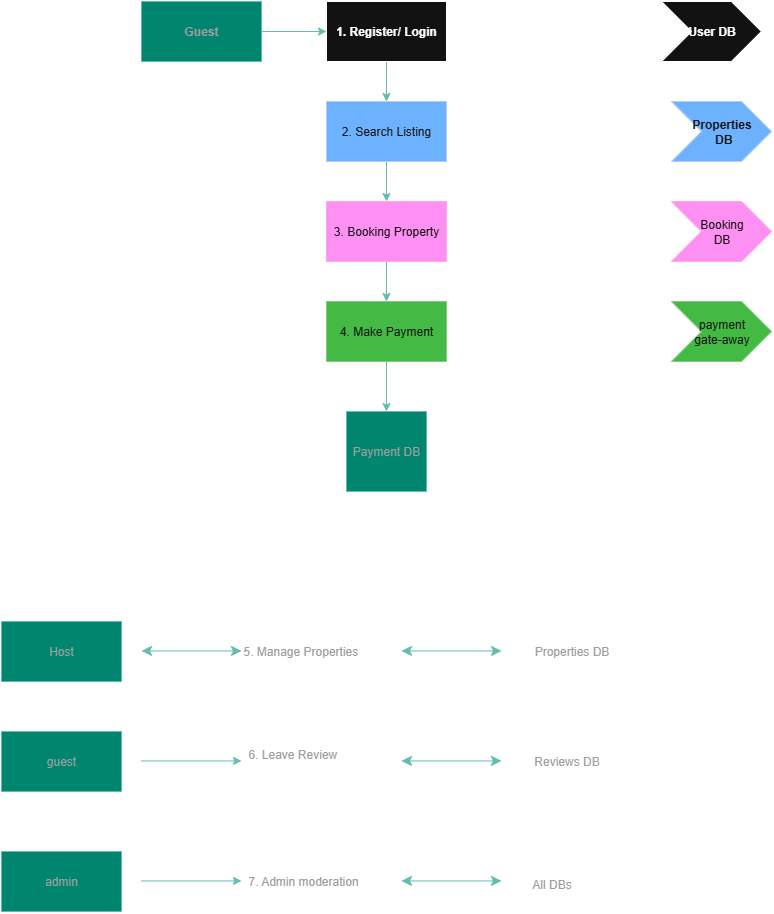 Guest
1. Register/ Login
User DB
2. Search Listing
Properties
DB
3. Booking Property
Booking
DB
4. Make Payment
payment
gate-away
Payment DB
Host
5. Manage Properties
Properties DB
guest
6. Leave Review
Reviews DB
admin
7. Admin moderation
All DBs